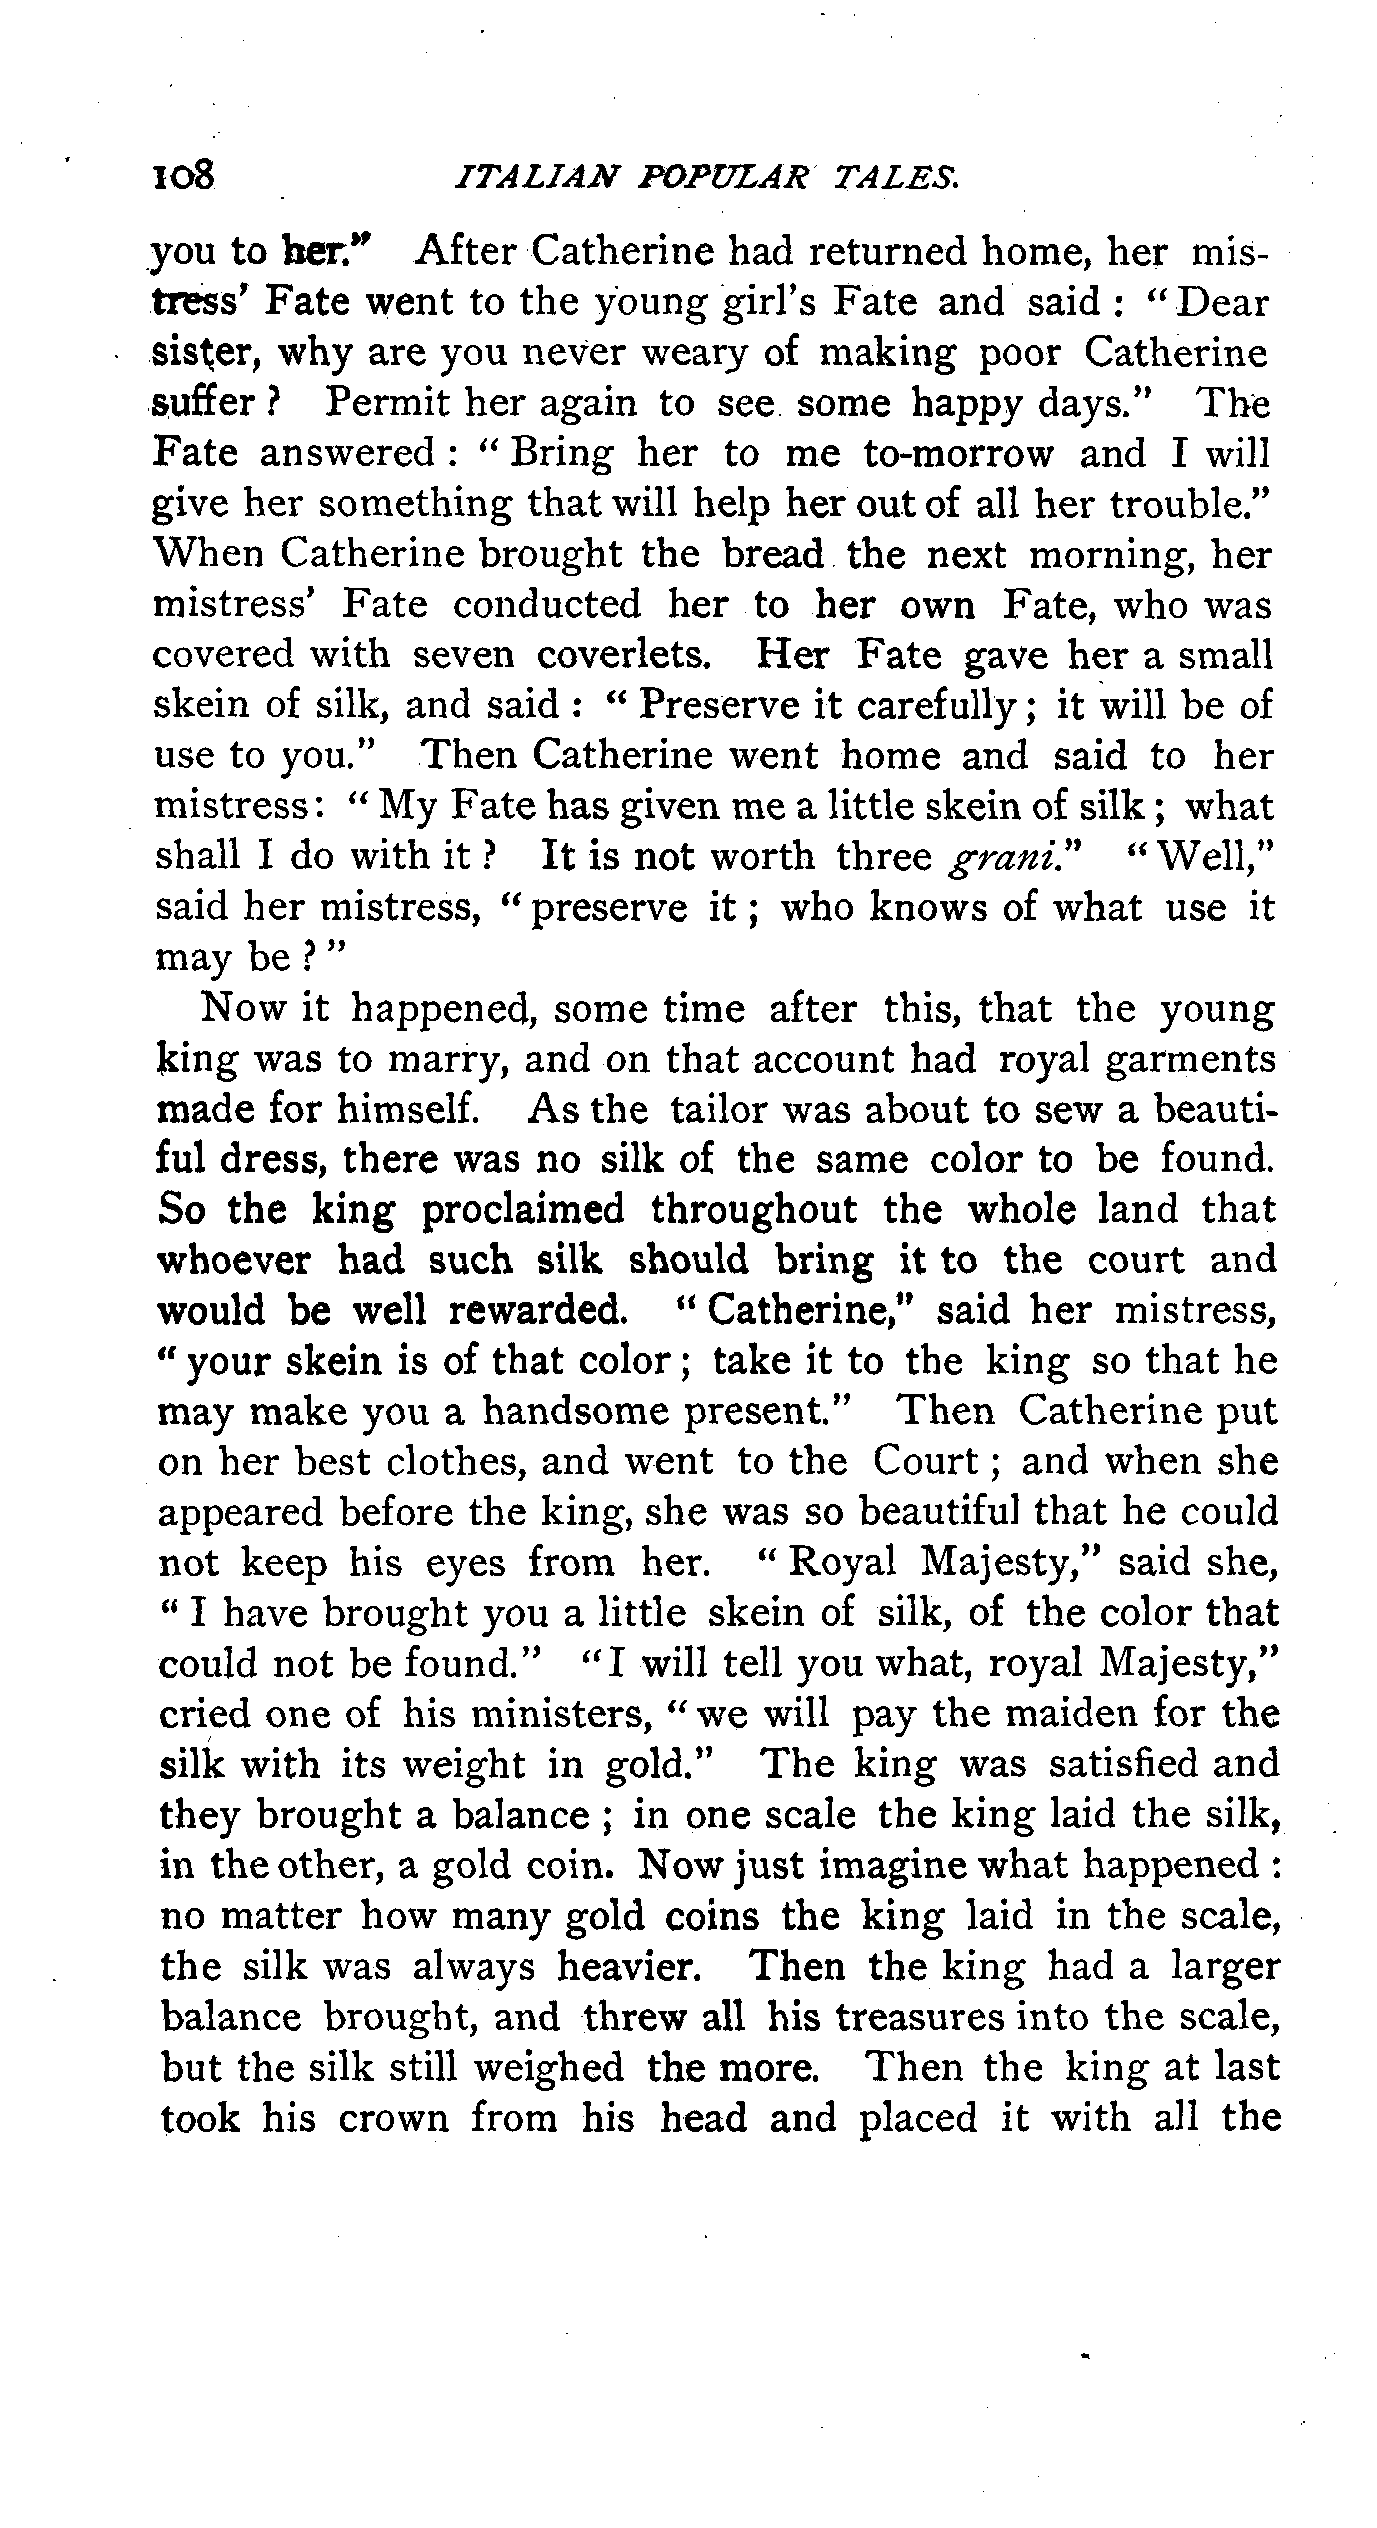 108 ITALIAN POPULAR TALES.
you to her." After Catherine had returned home, her mis-
tress' Fate went to the young girl's Fate and said : " Dear
sister, why are you never weary of making poor Catherine
suffer ? Permit her again to see some happy days." The
Fate answered : " Bring her to me to-morrow and I will
give her something that will help her out of all her trouble."
When Catherine brought the bread the next morning, her
mistress' Fate conducted her to her own Fate, who was
covered with seven coverlets. Her Fate gave her a small
skein of silk, and said : " Preserve it carefully ; it will be of
use to you." Then Catherine went home and said to her
mistress : " My Fate has given me a little skein of silk ; what
shall I do with it ? It is not worth three grani." " Well,"
said her mistress, " preserve it ; who knows of what use it
may be ? "
Now it happened, some time after this, that the young
king was to marry, and on that account had royal garments
made for himself. As the tailor was about to sew a beauti-
ful dress, there was no silk of the same color to be found.
So the king proclaimed throughout the whole land that
whoever had such silk should bring it to the court and
would be well rewarded. " Catherine," said her mistress,
" your skein is of that color ; take it to the king so that he
may make you a handsome present." Then Catherine put
on her best clothes, and went to the Court ; and when she
appeared before the king, she was so beautiful that he could
not keep his eyes from her. " Royal Majesty," said she,
" I have brought you a little skein of silk, of the color that
could not be found." " I will tell you what, royal Majesty,"
cried one of his ministers, " we will pay the maiden for the
silk with its weight in gold." The king was satisfied and
they brought a balance ; in one scale the king laid the silk,
in the other, a gold coin. Now just imagine what happened :
no matter how many gold coins the king laid in the scale,
the silk was always heavier. Then the king had a larger
balance brought, and threw all his treasures into the scale,
but the silk still weighed the more. Then the king at last
took his crown from his head and placed it with all the